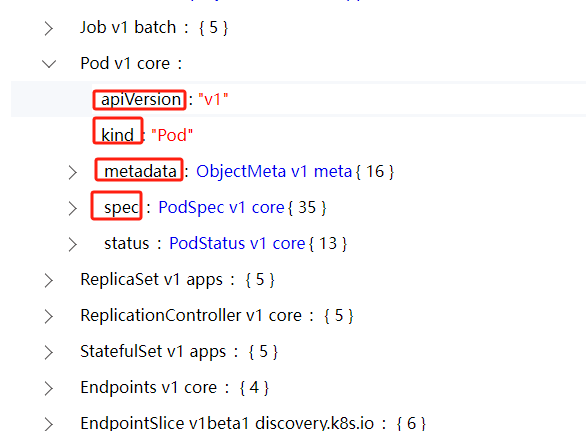 Job v1 batch : { 5 }
Pod v1 core :
apiVersion : "v1"
kind : "Pod"
metadata : ObjectMeta v1 meta { 16 }
spec : PodSpec v1 core { 35 }
status : PodStatus v1 core { 13 }
ReplicaSet v1 apps : { 5 }
ReplicationController v1 core : { 5 }
StatefulSet v1 apps : { 5 }
Endpoints v1 core : { 4 }
EndpointSlice v1beta1 discovery.k8s.io : { 6 }